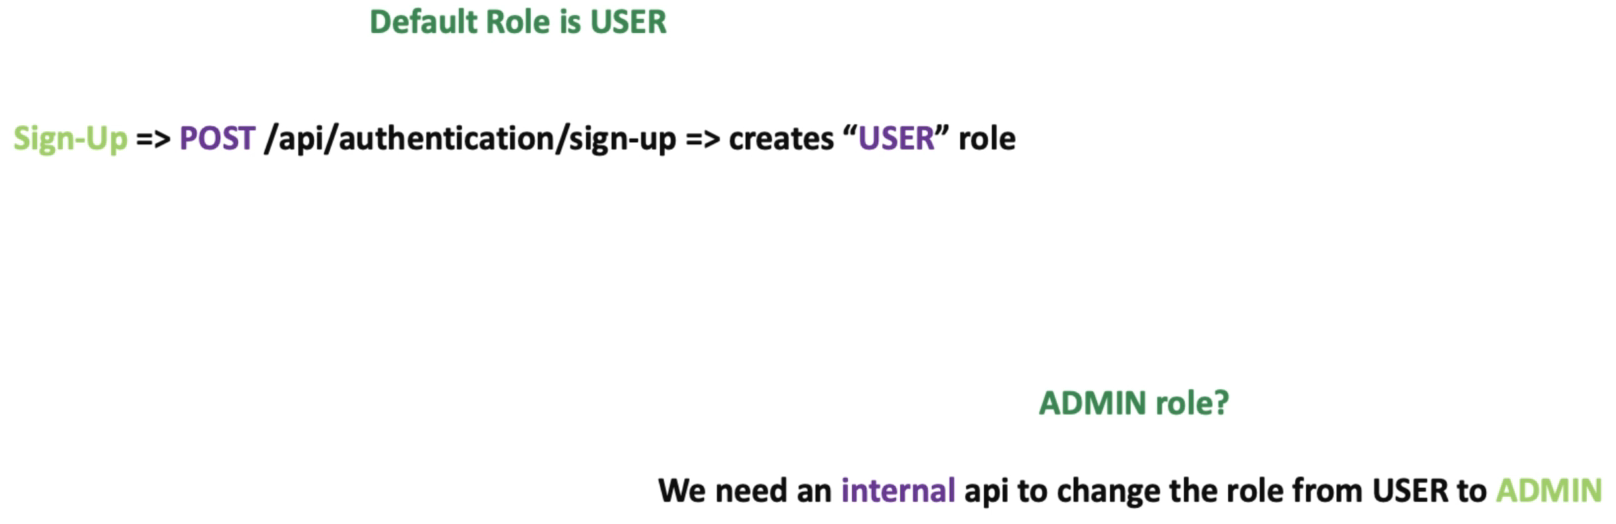 Default Role is USER
Sign-Up => POST /api/authentication/sign-up => creates “USER” role
ADMIN role?
We need an internal api to change the role from USER to ADMIN